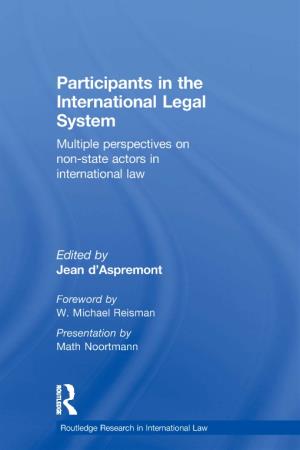 Participants in the
International Legal
System
Multiple perspectives on
non-state actors in
international law
Edited by
Jean d'Aspremont
Foreword by
W. Michael Reisman
Presentation by
Math Noortmann
ROUTLEDGE
Routledge Research in International Law